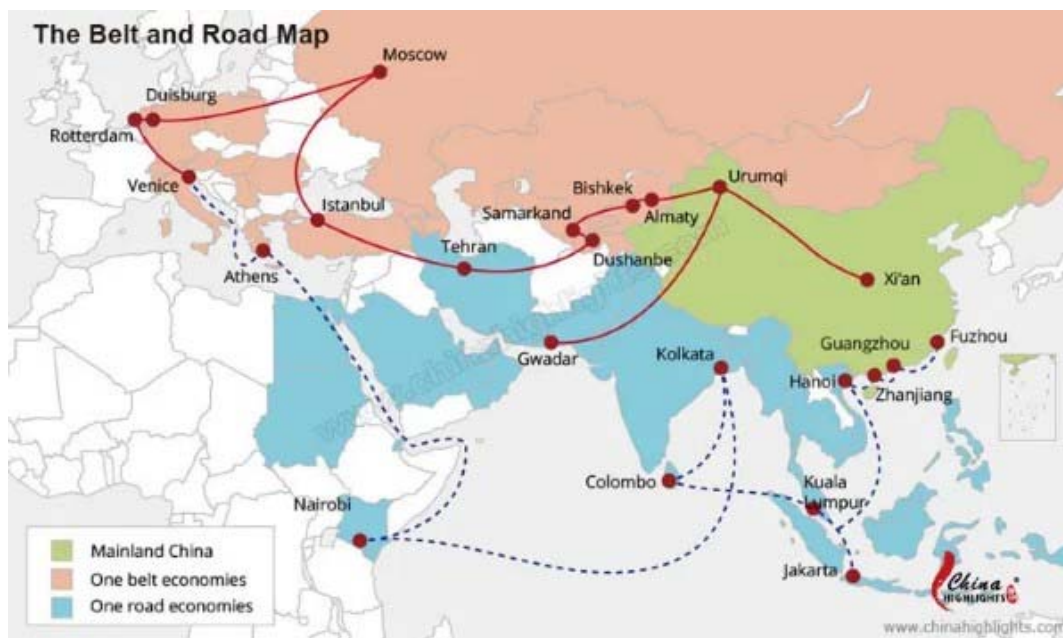 The Belt and Road Map
Moscow
Duisburg
Rotterdam
Venice
Istanbul
Athens
Tehran
Samarkand
Bishkek
Almaty
Dushanbe
Urumqi
Xi'an
Gwadar
Kolkata
Guangzhou
Fuzhou
Hanoi
Zhanjiang
Colombo
Kuala
Lumpur
Nairobi
Jakarta
Mainland China
One belt economies
One road economies
China
HIGHLIGHTS
www.chinahighlights.com